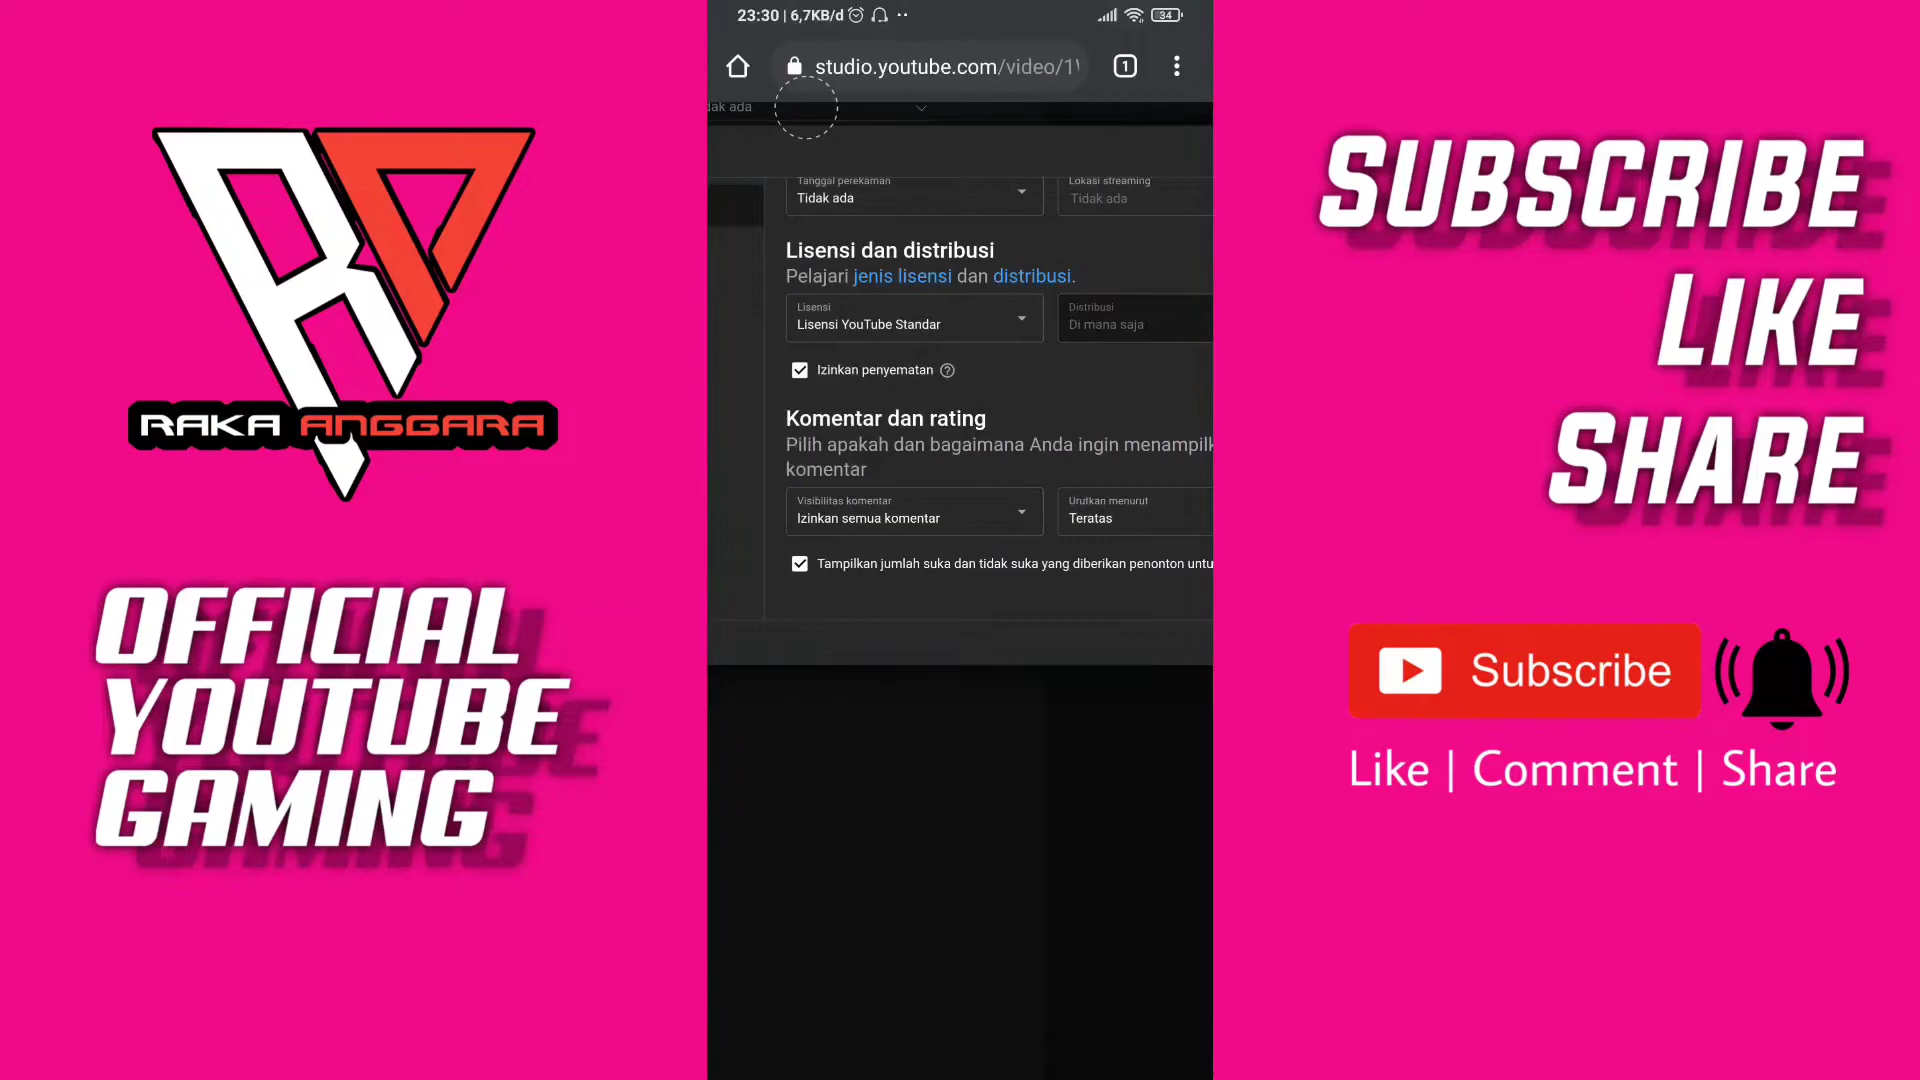 RAKA ANGGARA
OFFICIAL
YOUTUBE
GAMING
23:30 | 6,7KB/d
34
studio.youtube.com/video/1
1
dak ada
Tanggal perekaman
Tidak ada
Lokasi streaming
Tidak ada
Lisensi dan distribusi
Pelajari jenis lisensi dan distribusi.
Lisensi
Lisensi YouTube Standar
Distribusi
Di mana saja
Izinkan penyematan
Komentar dan rating
Pilih apakah dan bagaimana Anda ingin menampilk
komentar
Visibilitas komentar
Izinkan semua komentar
Urutkan menurut
Teratas
Tampilkan jumlah suka dan tidak suka yang diberikan penonton untu
SUBSCRIBE
LIKE
SHARE
Subscribe
Like | Comment | Share